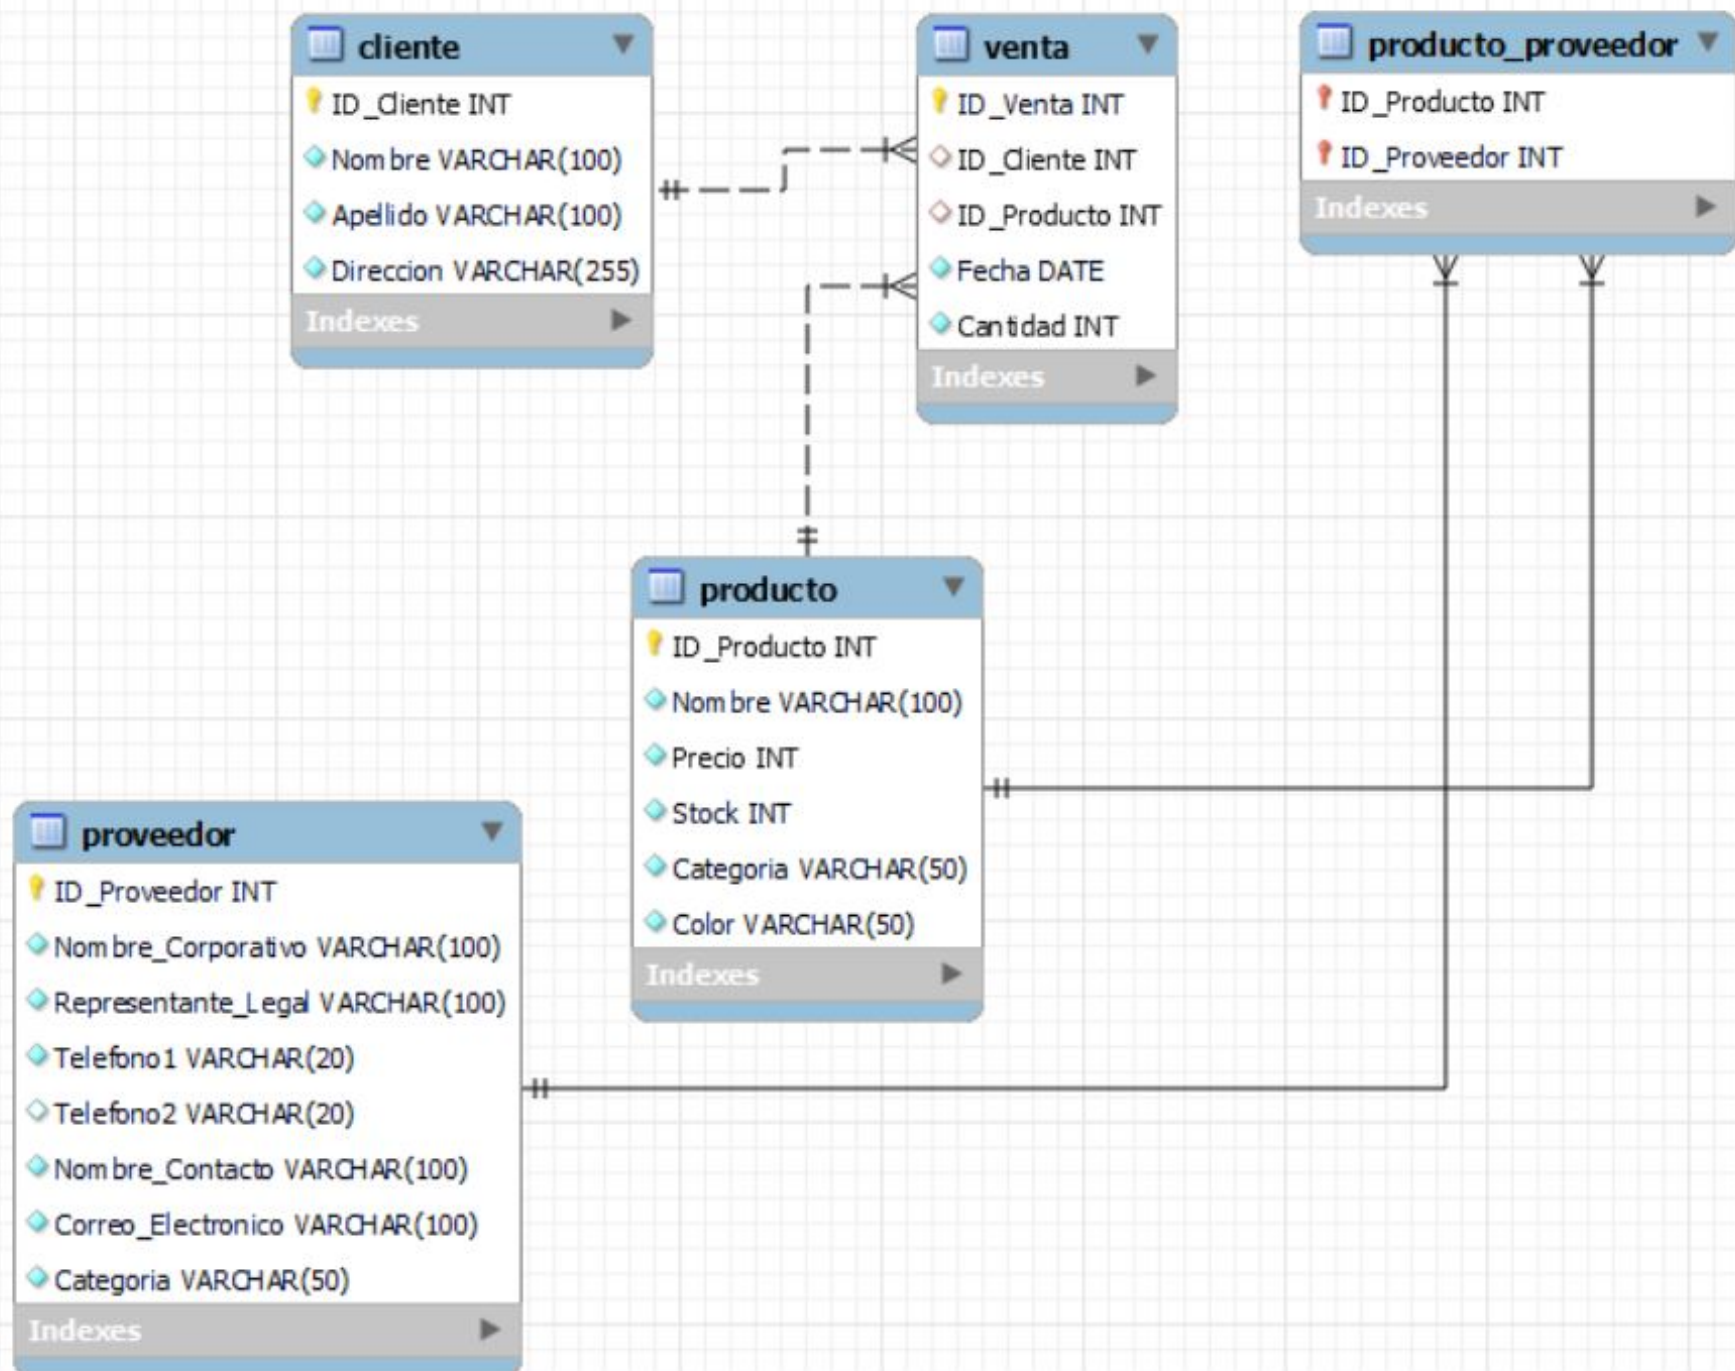 cliente
ID_Cliente INT
Nombre VARCHAR(100)
Apellido VARCHAR(100)
Direccion VARCHAR(255)
Indexes
venta
ID_Venta INT
ID_Cliente INT
ID_Producto INT
Fecha DATE
Cantidad INT
Indexes
producto_proveedor
ID_Producto INT
ID_Proveedor INT
Indexes
producto
ID_Producto INT
Nombre VARCHAR(100)
Precio INT
Stock INT
Categoria VARCHAR(50)
Color VARCHAR(50)
Indexes
proveedor
ID_Proveedor INT
Nombre_Corporativo VARCHAR(100)
Representante_Legal VARCHAR(100)
Telefono1 VARCHAR(20)
Telefono2 VARCHAR(20)
Nombre_Contacto VARCHAR(100)
Correo_Electronico VARCHAR(100)
Categoria VARCHAR(50)
Indexes